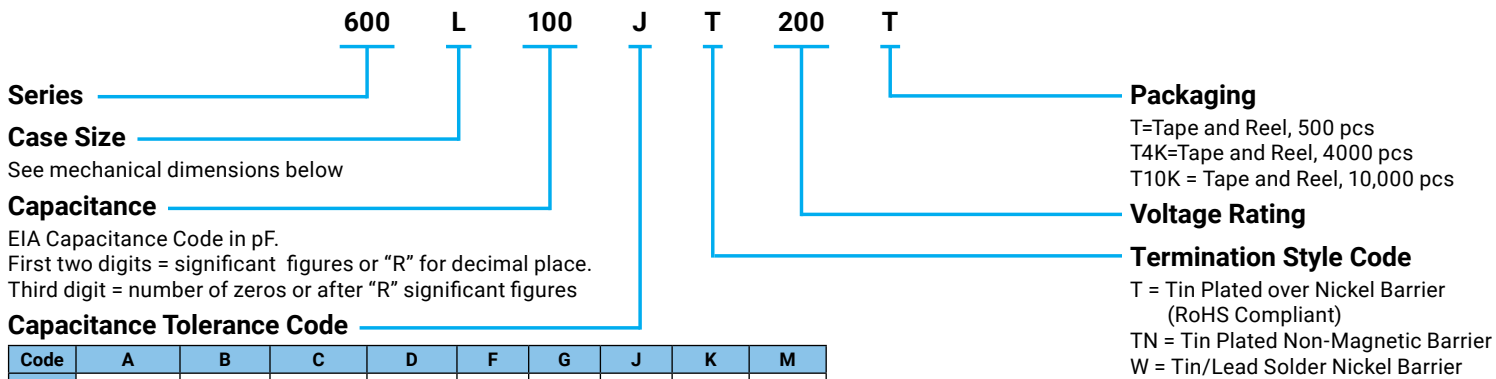 600 L 100 J T 200 T
Series
Case Size
See mechanical dimensions below
Capacitance
EIA Capacitance Code in pF.
First two digits = significant figures or “R” for decimal place.
Third digit = number of zeros or after “R” significant figures
Capacitance Tolerance Code
Code A B C D F G J K M
Packaging
T=Tape and Reel, 500 pcs
T4K=Tape and Reel, 4000 pcs
T10K = Tape and Reel, 10,000 pcs
Voltage Rating
Termination Style Code
T = Tin Plated over Nickel Barrier
(RoHS Compliant)
TN = Tin Plated Non-Magnetic Barrier
W = Tin/Lead Solder Nickel Barrier